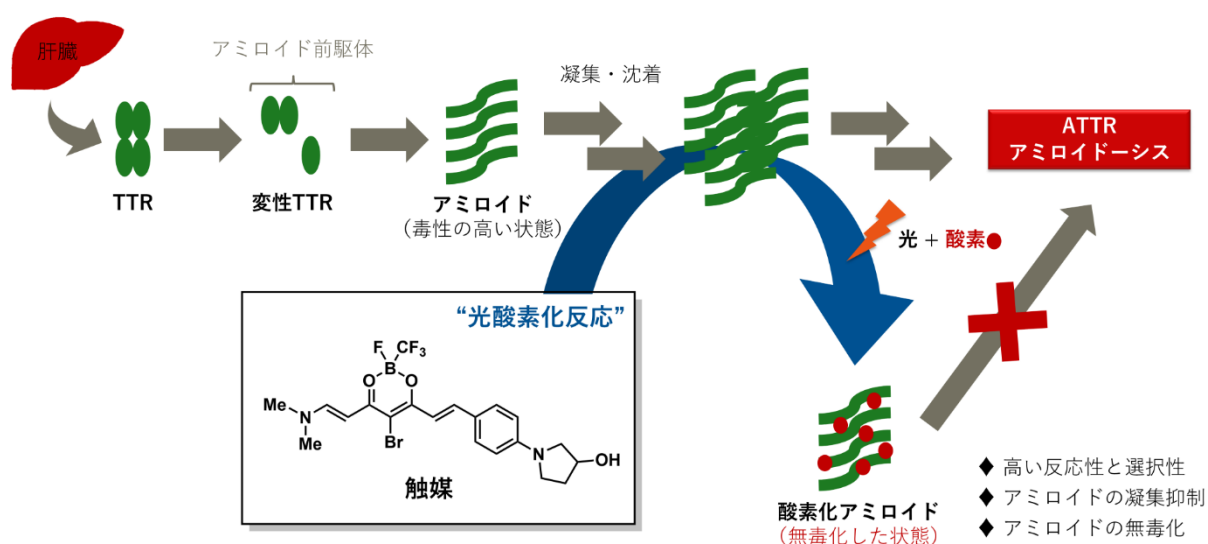 肝臓
アミロイド前駆体
凝集・沈着
TTR
変性TTR
アミロイド
（毒性の高い状態）
ATTR
アミロイドーシス
光 + 酸素
“光酸素化反応”
F
CF3
B
O
O
Me
N
Me
Br
N
OH
触媒
酸素化アミロイド
（無毒化した状態）
♦ 高い反応性と選択性
♦ アミロイドの凝集抑制
♦ アミロイドの無毒化